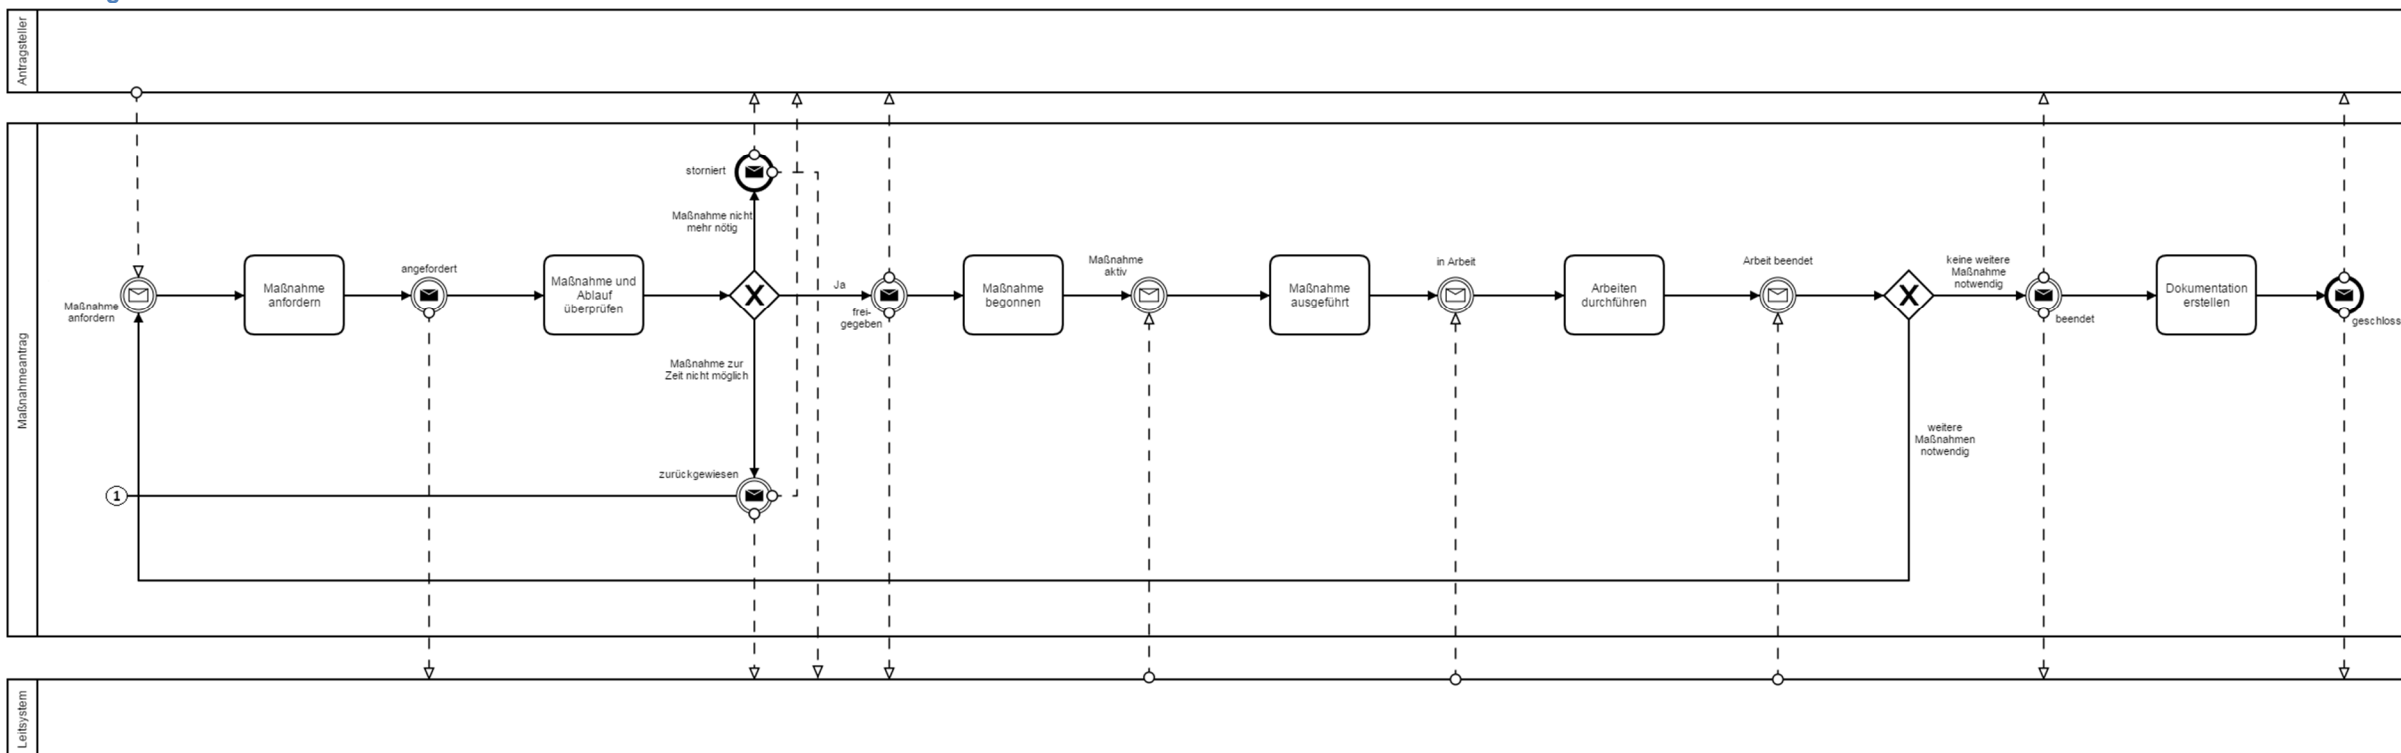 Antragsteller
storniert
Maßnahme nicht
mehr nötig
Maßnahmeantrag
Maßnahme
anfordern
Maßnahme
anfordern
angefordert
Maßnahme und
Ablauf
überprüfen
X
Ja
frei-
gegeben
Maßnahme
begonnen
Maßnahme
aktiv
Maßnahme
ausgeführt
in Arbeit
Arbeiten
durchführen
Arbeit beendet
X
keine weitere
Maßnahme
notwendig
beendet
Dokumentation
erstellen
geschloss
Maßnahme zur
Zeit nicht möglich
weitere
Maßnahmen
notwendig
zurückgewiesen
1
Leitsystem